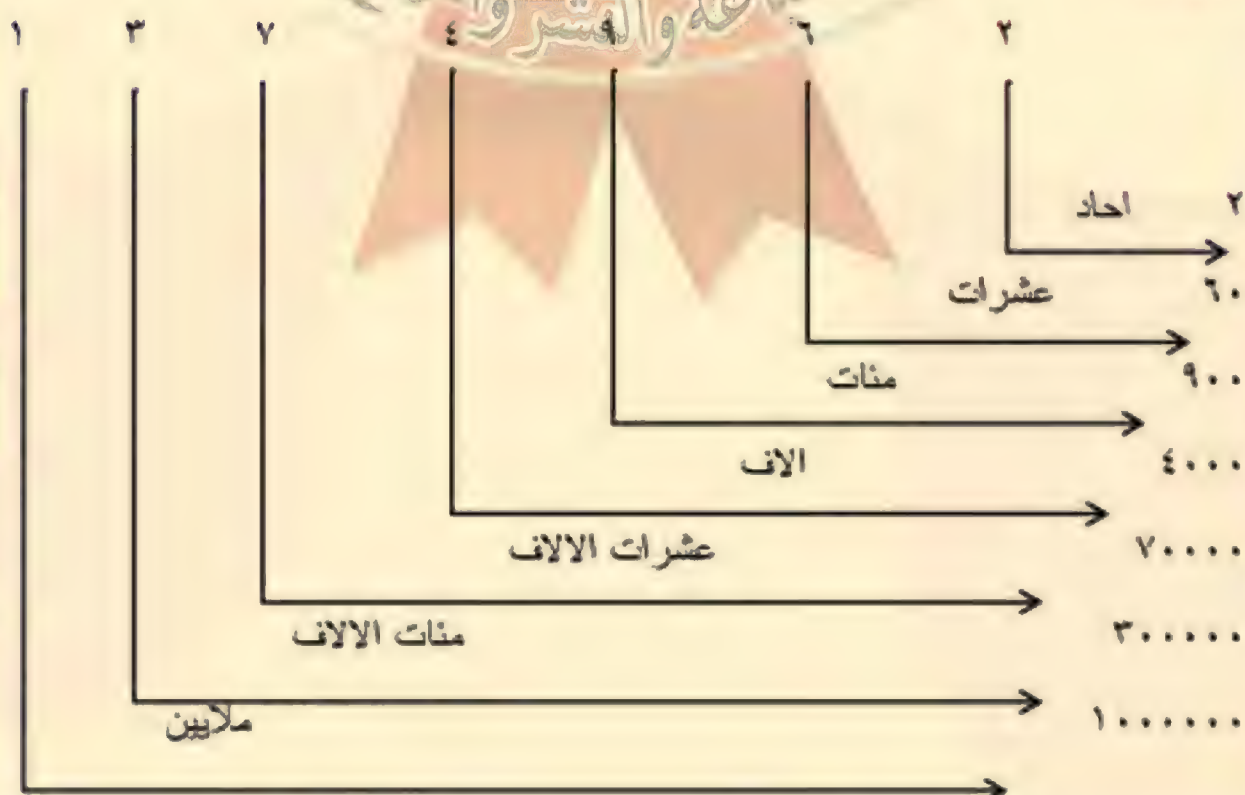 ١ ٣ ٧ ٤ ٩ ٦ ٢
احاد ٢
عشرات ٦٠
منات ٩٠٠
الاف ٤٠٠٠
عشرات الالاف ٧٠٠٠٠
منات الالاف ٣٠٠٠٠٠
ملايين ١٠٠٠٠٠٠